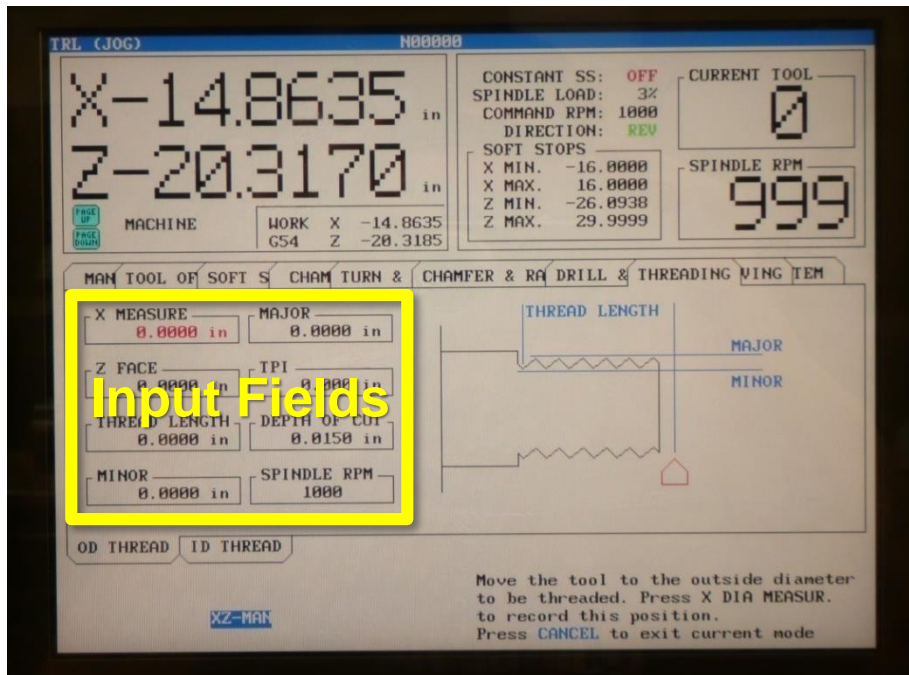 TRL (JOG) N00000
X-14.8635 in
Z-20.3170 in
PAGE UP
PAGE DOWN
MACHINE
WORK X -14.8635
G54 Z -20.3185
CONSTANT SS: OFF
SPINDLE LOAD: 3%
COMMAND RPM: 1000
DIRECTION: REV
SOFT STOPS
X MIN. -16.0000
X MAX. 16.0000
Z MIN. -26.0938
Z MAX. 29.9999
CURRENT TOOL
0
SPINDLE RPM
999
MAN TOOL OF SOFT S CHAM TURN & CHAMFER & RA DRILL & THREADING VING TEM
X MEASURE
0.0000 in
MAJOR
0.0000 in
Z FACE
0.0000 in
TPI
in
Input Fields
THREAD LENGTH
0.0000 in
DEPTH OF CUT
0.0150 in
MINOR
0.0000 in
SPINDLE RPM
1000
THREAD LENGTH
MAJOR
MINOR
OD THREAD ID THREAD
XZ-MAN
Move the tool to the outside diameter
to be threaded. Press X DIA MEASUR.
to record this position.
Press CANCEL to exit current mode